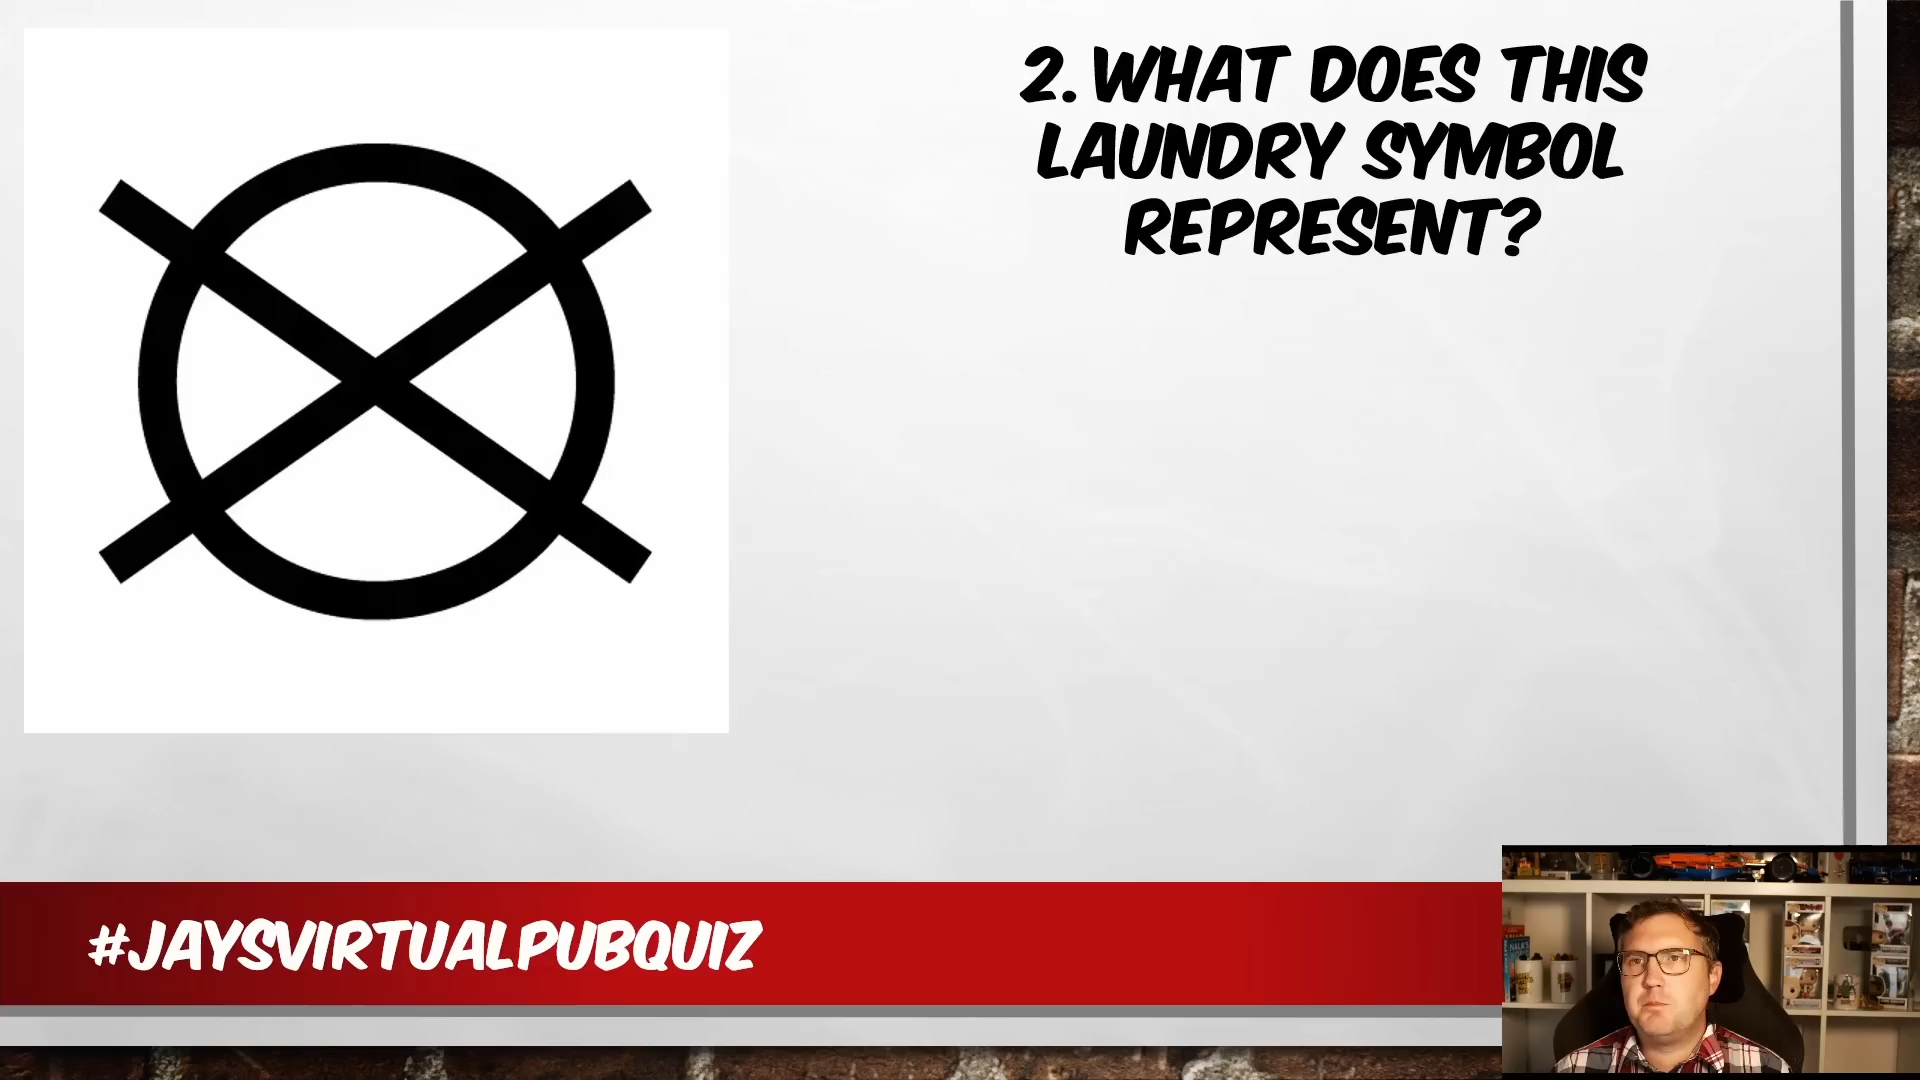 2. WHAT DOES THIS
LAUNDRY SYMBOL
REPRESENT?
#JAYSVIRTUALPUBQUIZ